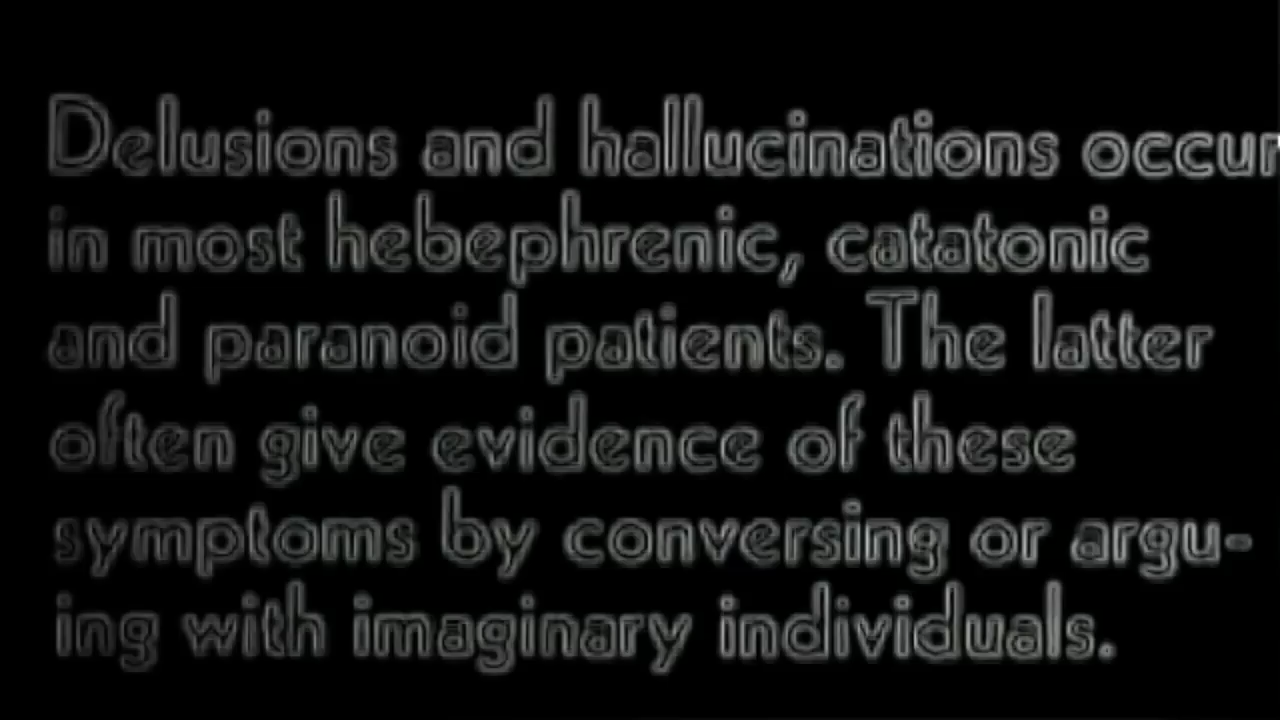 Delusions and hallucinations occur
in most hebephrenic, catatonic
and paranoid patients. The latter
often give evidence of these
symptoms by conversing or argu-
ing with imaginary individuals.